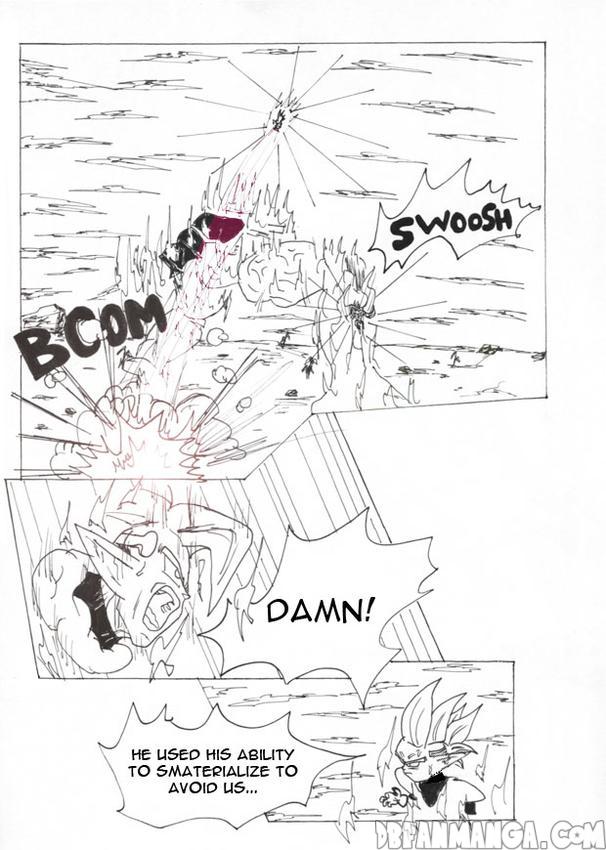 SWOOSH
BOOM
DAMN!
HE USED HIS ABILITY
TO SMATERIALIZE TO
AVOID US...
DBFANMANGA.COM